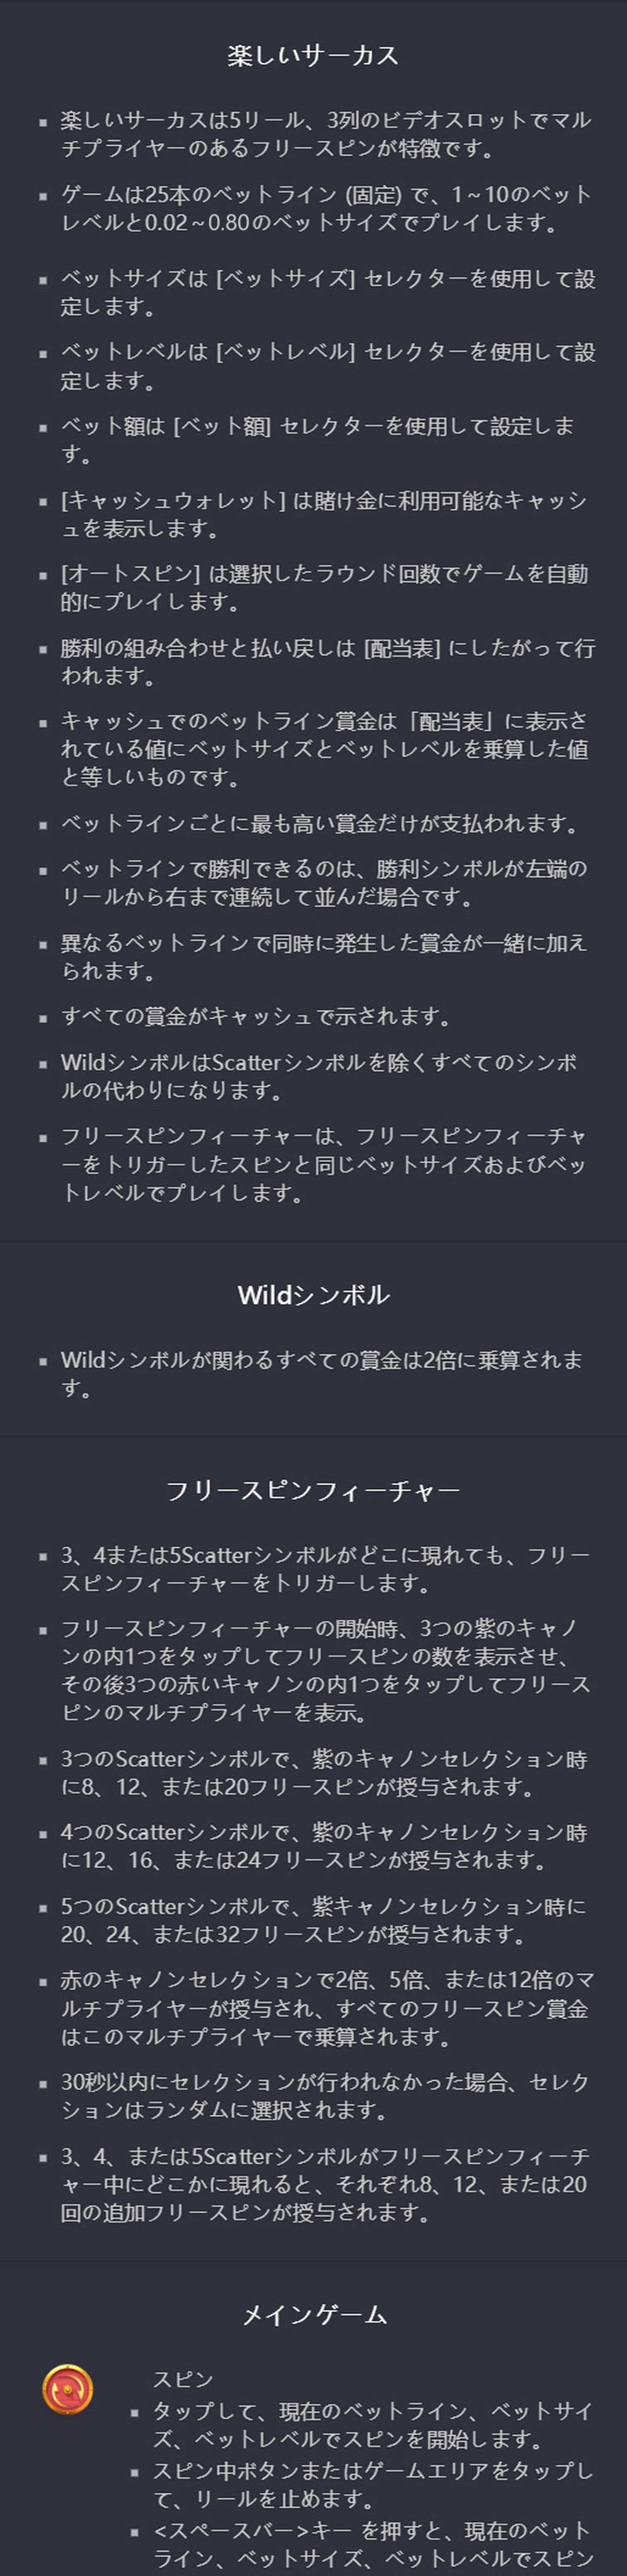 楽しいサーカス
楽しいサーカスは5リール、3列のビデオスロットでマル
チプライヤーのあるフリースピンが特徴です。
ゲームは25本のベットライン (固定) で、1～10のベット
レベルと0.02～0.80のベットサイズでプレイします。
ベットサイズは [ベットサイズ] セレクターを使用して設
定します。
ベットレベルは [ベットレベル] セレクターを使用して設
定します。
ベット額は [ベット額] セレクターを使用して設定しま
す。
[キャッシュウォレット] は賭け金に利用可能なキャッシ
ュを表示します。
[オートスピン] は選択したラウンド回数でゲームを自動
的にプレイします。
勝利の組み合わせと払い戻しは [配当表] にしたがって行
われます。
キャッシュでのベットライン賞金は「配当表」に表示さ
れている値にベットサイズとベットレベルを乗算した値
と等しいものです。
ベットラインごとに最も高い賞金だけが支払われます。
ベットラインで勝利できるのは、勝利シンボルが左端の
リールから右まで連続して並んだ場合です。
異なるベットラインで同時に発生した賞金が一緒に加え
られます。
すべての賞金がキャッシュで示されます。
WildシンボルはScatterシンボルを除くすべてのシンボ
ルの代わりになります。
フリースピンフィーチャーは、フリースピンフィーチャ
ーをトリガーしたスピンと同じベットサイズおよびベッ
トレベルでプレイします。
Wildシンボル
Wildシンボルが関わるすべての賞金は2倍に乗算されま
す。
フリースピンフィーチャー
3、4または5Scatterシンボルがどこに現れても、フリー
スピンフィーチャーをトリガーします。
フリースピンフィーチャーの開始時、3つの紫のキャノ
ンの内1つをタップしてフリースピンの数を表示させ、
その後3つの赤いキャノンの内1つをタップしてフリース
ピンのマルチプライヤーを表示。
3つのScatterシンボルで、紫のキャノンセレクション時
に8、12、または20フリースピンが授与されます。
4つのScatterシンボルで、紫のキャノンセレクション時
に12、16、または24フリースピンが授与されます。
5つのScatterシンボルで、紫キャノンセレクション時に
20、24、または32フリースピンが授与されます。
赤のキャノンセレクションで2倍、5倍、または12倍のマ
ルチプライヤーが授与され、すべてのフリースピン賞金
はこのマルチプライヤーで乗算されます。
30秒以内にセレクションが行われなかった場合、セレク
ションはランダムに選択されます。
3、4、または5Scatterシンボルがフリースピンフィーチ
ャー中にどこかに現れると、それぞれ8、12、または20
回の追加フリースピンが授与されます。
メインゲーム
スピン
タップして、現在のベットライン、ベットサイ
ズ、ベットレベルでスピンを開始します。
スピン中ボタンまたはゲームエリアをタップし
て、リールを止めます。
<スペースバー>キー を押すと、現在のベット
ライン、ベットサイズ、ベットレベルでスピン